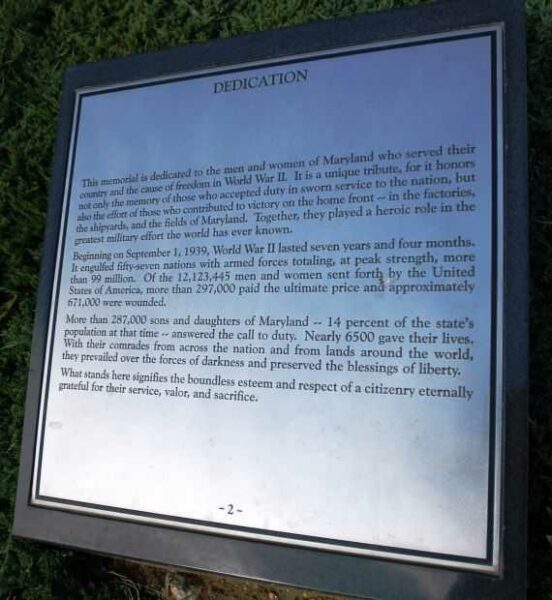 DEDICATION
This memorial is dedicated to the men and women of Maryland who served their
country and the cause of freedom in World War II. It is a unique tribute, for it honors
not only the memory of those who accepted duty in sworn service to the nation, but
also the effort of those who contributed to victory on the home front -- in the factories,
the shipyards, and the fields of Maryland. Together, they played a heroic role in the
greatest military effort the world has ever known.
Beginning on September 1, 1939, World War II lasted seven years and four months.
It engulfed fifty-seven nations with armed forces totaling, at peak strength, more
than 99 million. Of the 12,123,445 men and women sent forth by the United
States of America, more than 297,000 paid the ultimate price and approximately
671,000 were wounded.
More than 287,000 sons and daughters of Maryland -- 14 percent of the state's
population at that time -- answered the call to duty. Nearly 6500 gave their lives.
With their comrades from across the nation and from lands around the world,
they prevailed over the forces of darkness and preserved the blessings of liberty.
What stands here signifies the boundless esteem and respect of a citizenry eternally
grateful for their service, valor, and sacrifice.
~2~